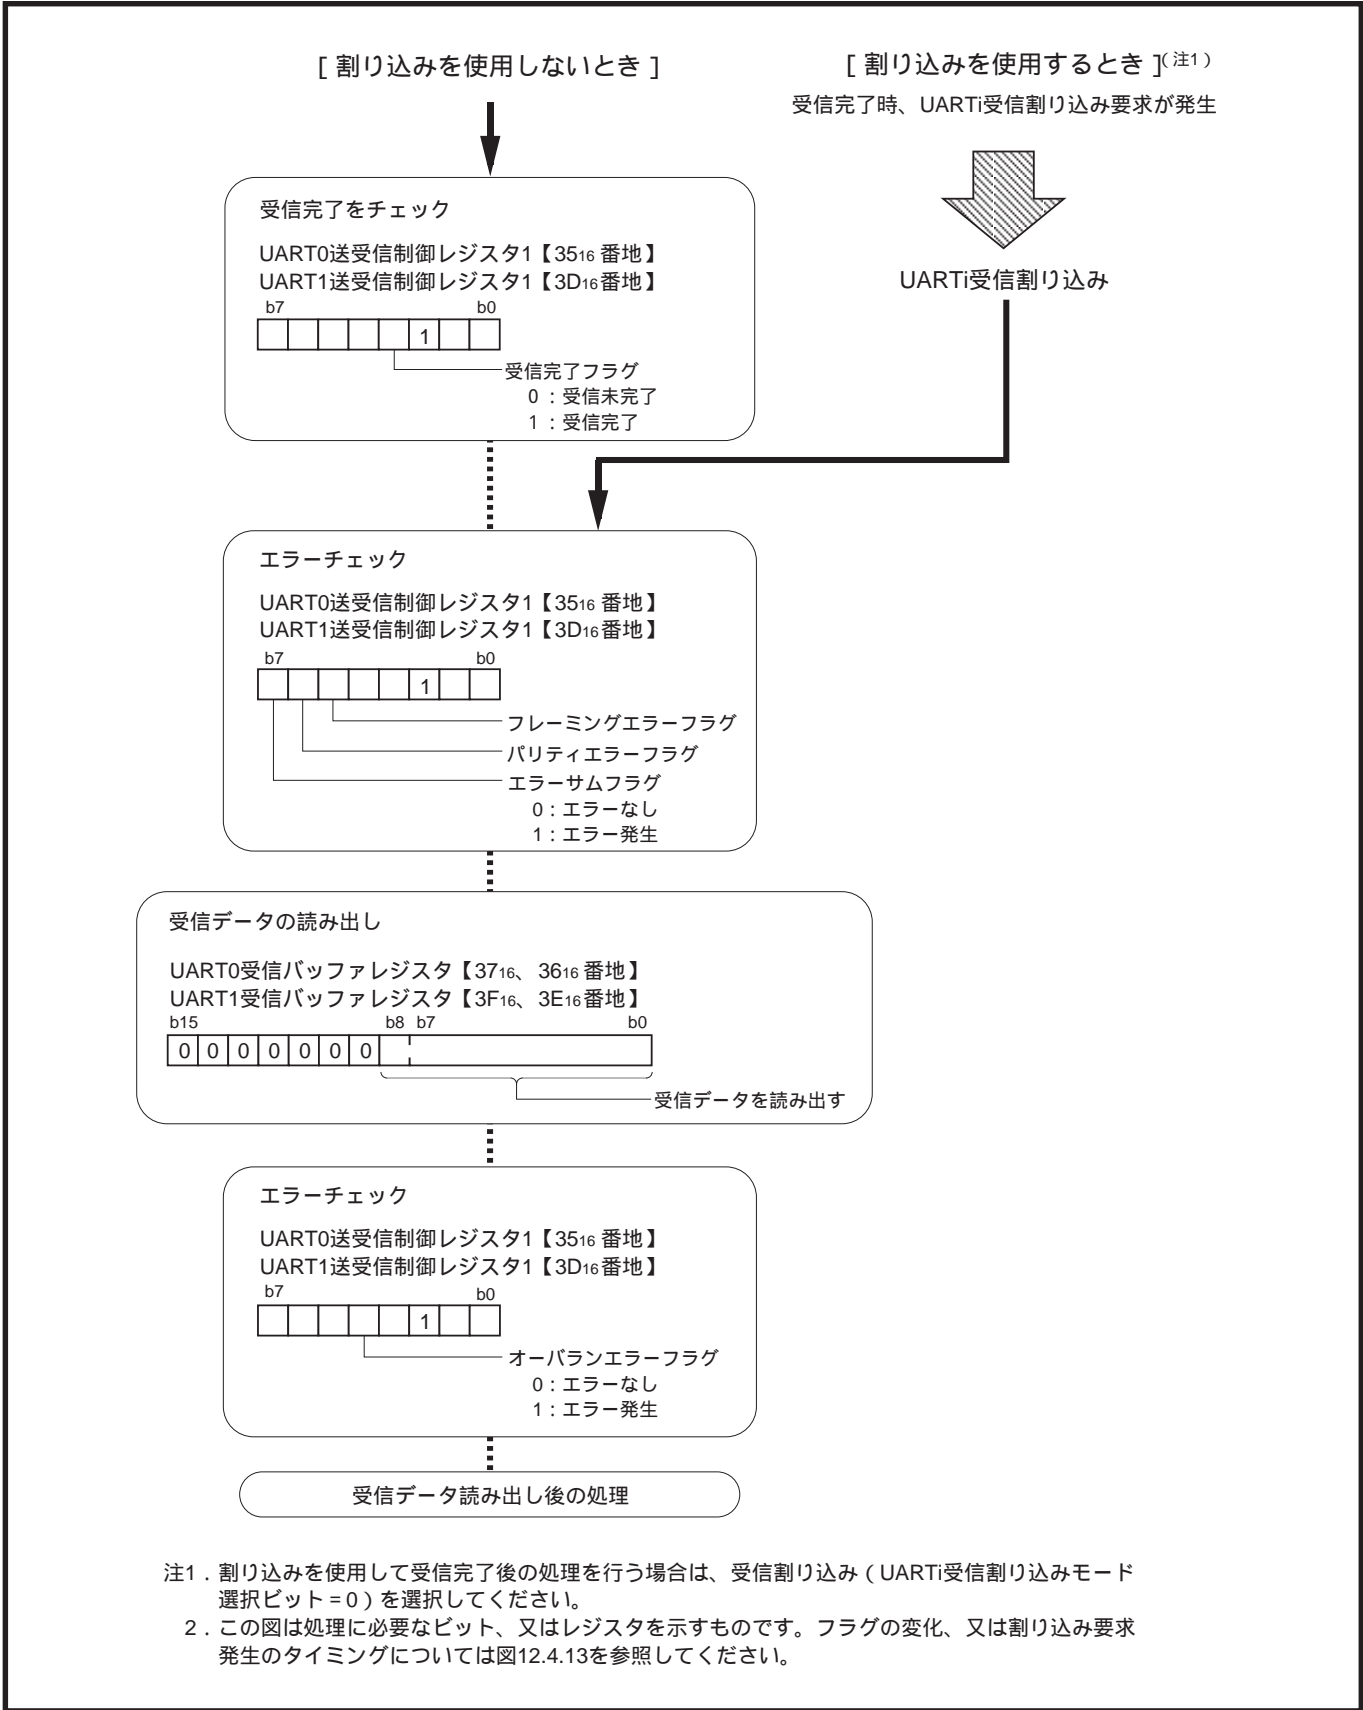 [ 割り込みを使用しないとき ]
[ 割り込みを使用するとき ](注1)
受信完了時、UARTi受信割り込み要求が発生
UARTi受信割り込み
受信完了をチェック
UART0送受信制御レジスタ1【3516 番地】
UART1送受信制御レジスタ1【3D16番地】
b7 b0
1
受信完了フラグ
0 : 受信未完了
1 : 受信完了
エラーチェック
UART0送受信制御レジスタ1【3516 番地】
UART1送受信制御レジスタ1【3D16番地】
b7 b0
1
フレーミングエラーフラグ
パリティエラーフラグ
エラーサムフラグ
0 : エラーなし
1 : エラー発生
受信データの読み出し
UART0受信バッファレジスタ【3716、3616 番地】
UART1受信バッファレジスタ【3F16、3E16番地】
b15 b8 b7 b0
0 0 0 0 0 0 0
受信データを読み出す
エラーチェック
UART0送受信制御レジスタ1【3516 番地】
UART1送受信制御レジスタ1【3D16番地】
b7 b0
1
オーバランエラーフラグ
0 : エラーなし
1 : エラー発生
受信データ読み出し後の処理
注1 . 割り込みを使用して受信完了後の処理を行う場合は、受信割り込み ( UARTi受信割り込みモード
選択ビット = 0 ) を選択してください。
2 . この図は処理に必要なビット、又はレジスタを示すものです。フラグの変化、又は割り込み要求
発生のタイミングについては図12.4.13を参照してください。